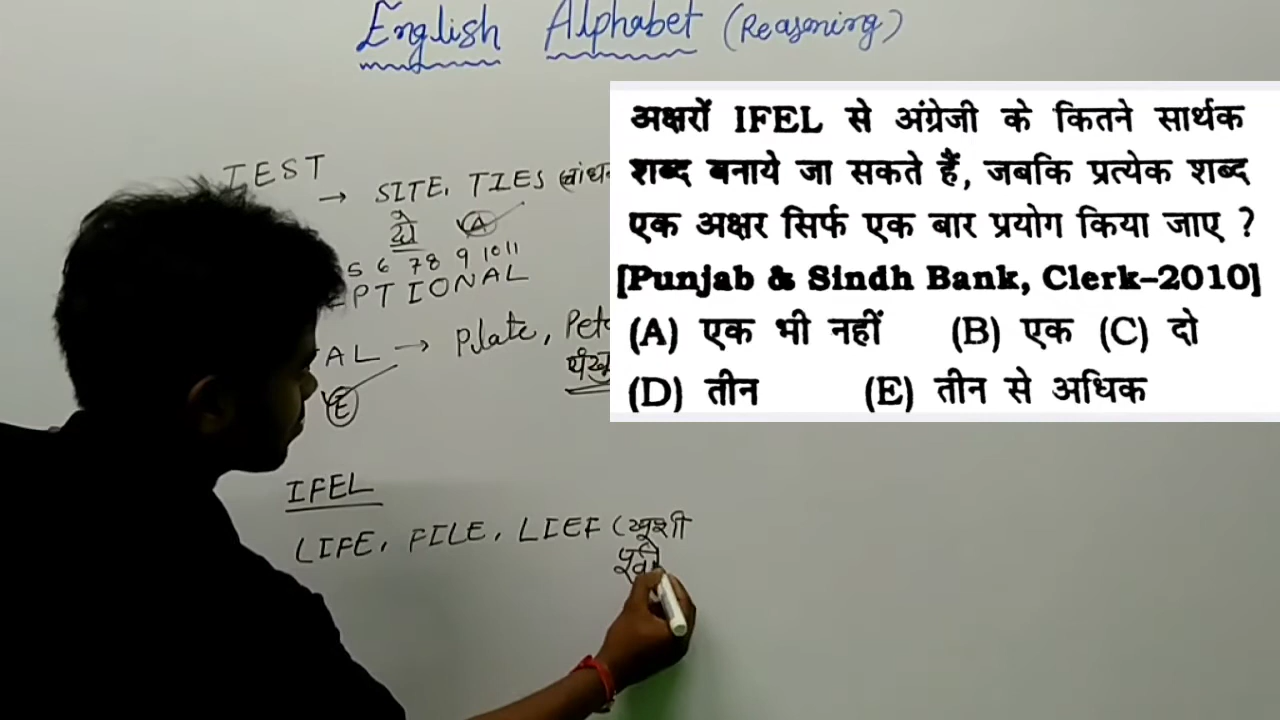 English Alphabet (Reasoning)
IEST → SITE, TIES
दो (A)
5 6 7 8 9 10 11
PTIONAL
AL → Plate,
(E)
IFEL
LIFE, FILE, LIEF (खुशी
अक्षरों IFEL से अंग्रेजी के कितने सार्थक
शब्द बनाये जा सकते हैं, जबकि प्रत्येक शब्द
एक अक्षर सिर्फ एक बार प्रयोग किया जाए ?
[Punjab & Sindh Bank, Clerk–2010]
(A) एक भी नहीं (B) एक (C) दो
(D) तीन (E) तीन से अधिक